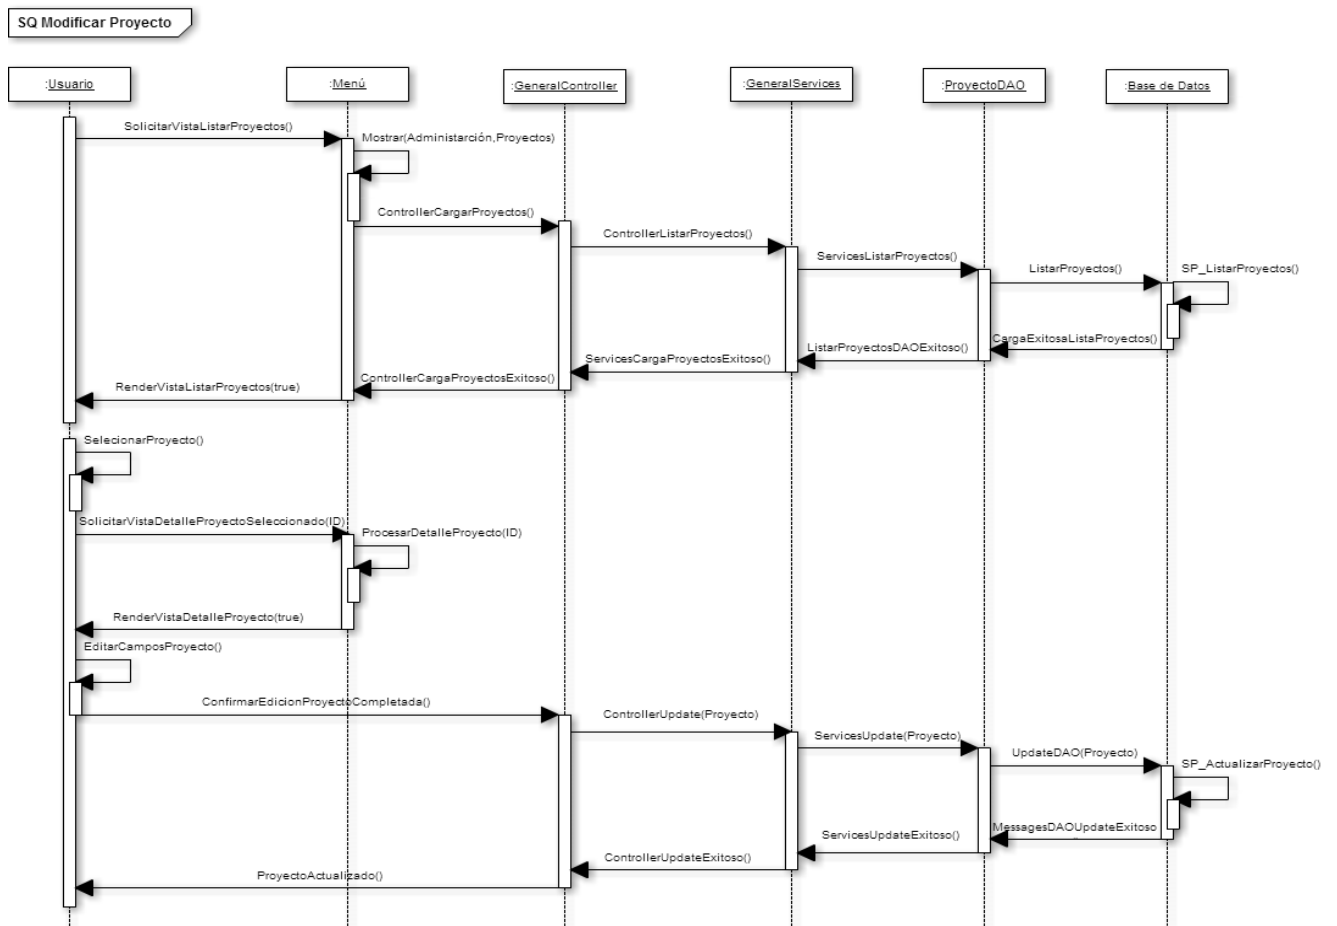 SQ Modificar Proyecto
:Usuario
:Menú
:GeneralController
:GeneralServices
:ProyectoDAO
:Base de Datos
SolicitarVistaListarProyectos()
Mostrar(Administarción,Proyectos)
ControllerCargarProyectos()
ControllerListarProyectos()
ServicesListarProyectos()
ListarProyectos()
SP_ListarProyectos()
CargaExitosaListaProyectos()
ListarProyectosDAOExitoso()
ServicesCargaProyectosExitoso()
ControllerCargaProyectosExitoso()
RenderVistaListarProyectos(true)
SelecionarProyecto()
SolicitarVistaDetalleProyectoSeleccionado(ID)
ProcesarDetalleProyecto(ID)
RenderVistaDetalleProyecto(true)
EditarCamposProyecto()
ConfirmarEdicionProyectoCompletada()
ControllerUpdate(Proyecto)
ServicesUpdate(Proyecto)
UpdateDAO(Proyecto)
SP_ActualizarProyecto()
MessagesDAOUpdateExitoso
ServicesUpdateExitoso()
ControllerUpdateExitoso()
ProyectoActualizado()